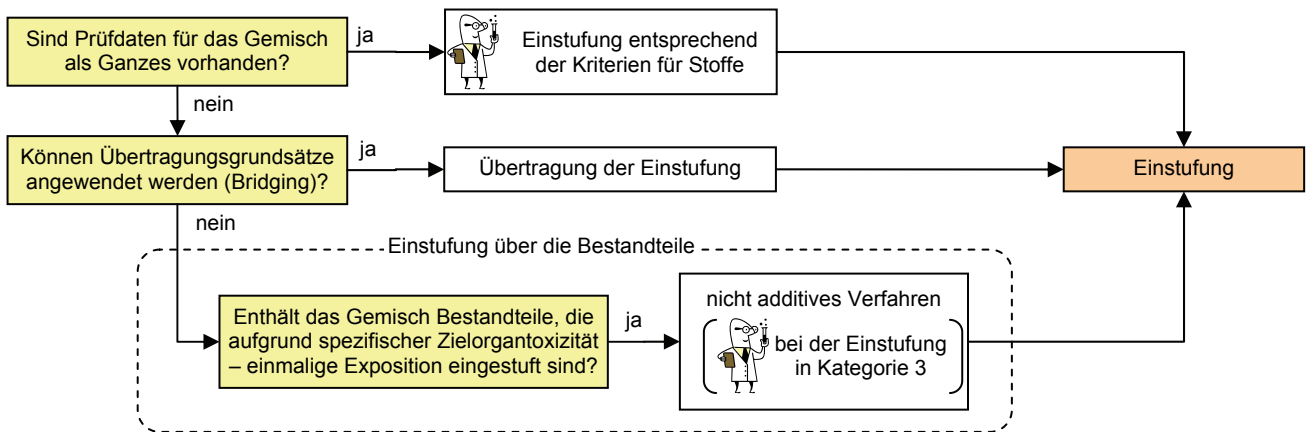 Sind Prüfdaten für das Gemisch
als Ganzes vorhanden?
ja
Einstufung entsprechend
der Kriterien für Stoffe
nein
Können Übertragungsgrundsätze
angewendet werden (Bridging)?
ja
Übertragung der Einstufung
Einstufung
nein
Einstufung über die Bestandteile
Enthält das Gemisch Bestandteile, die
aufgrund spezifischer Zielorgantoxizität
– einmalige Exposition eingestuft sind?
ja
nicht additives Verfahren
bei der Einstufung
in Kategorie 3